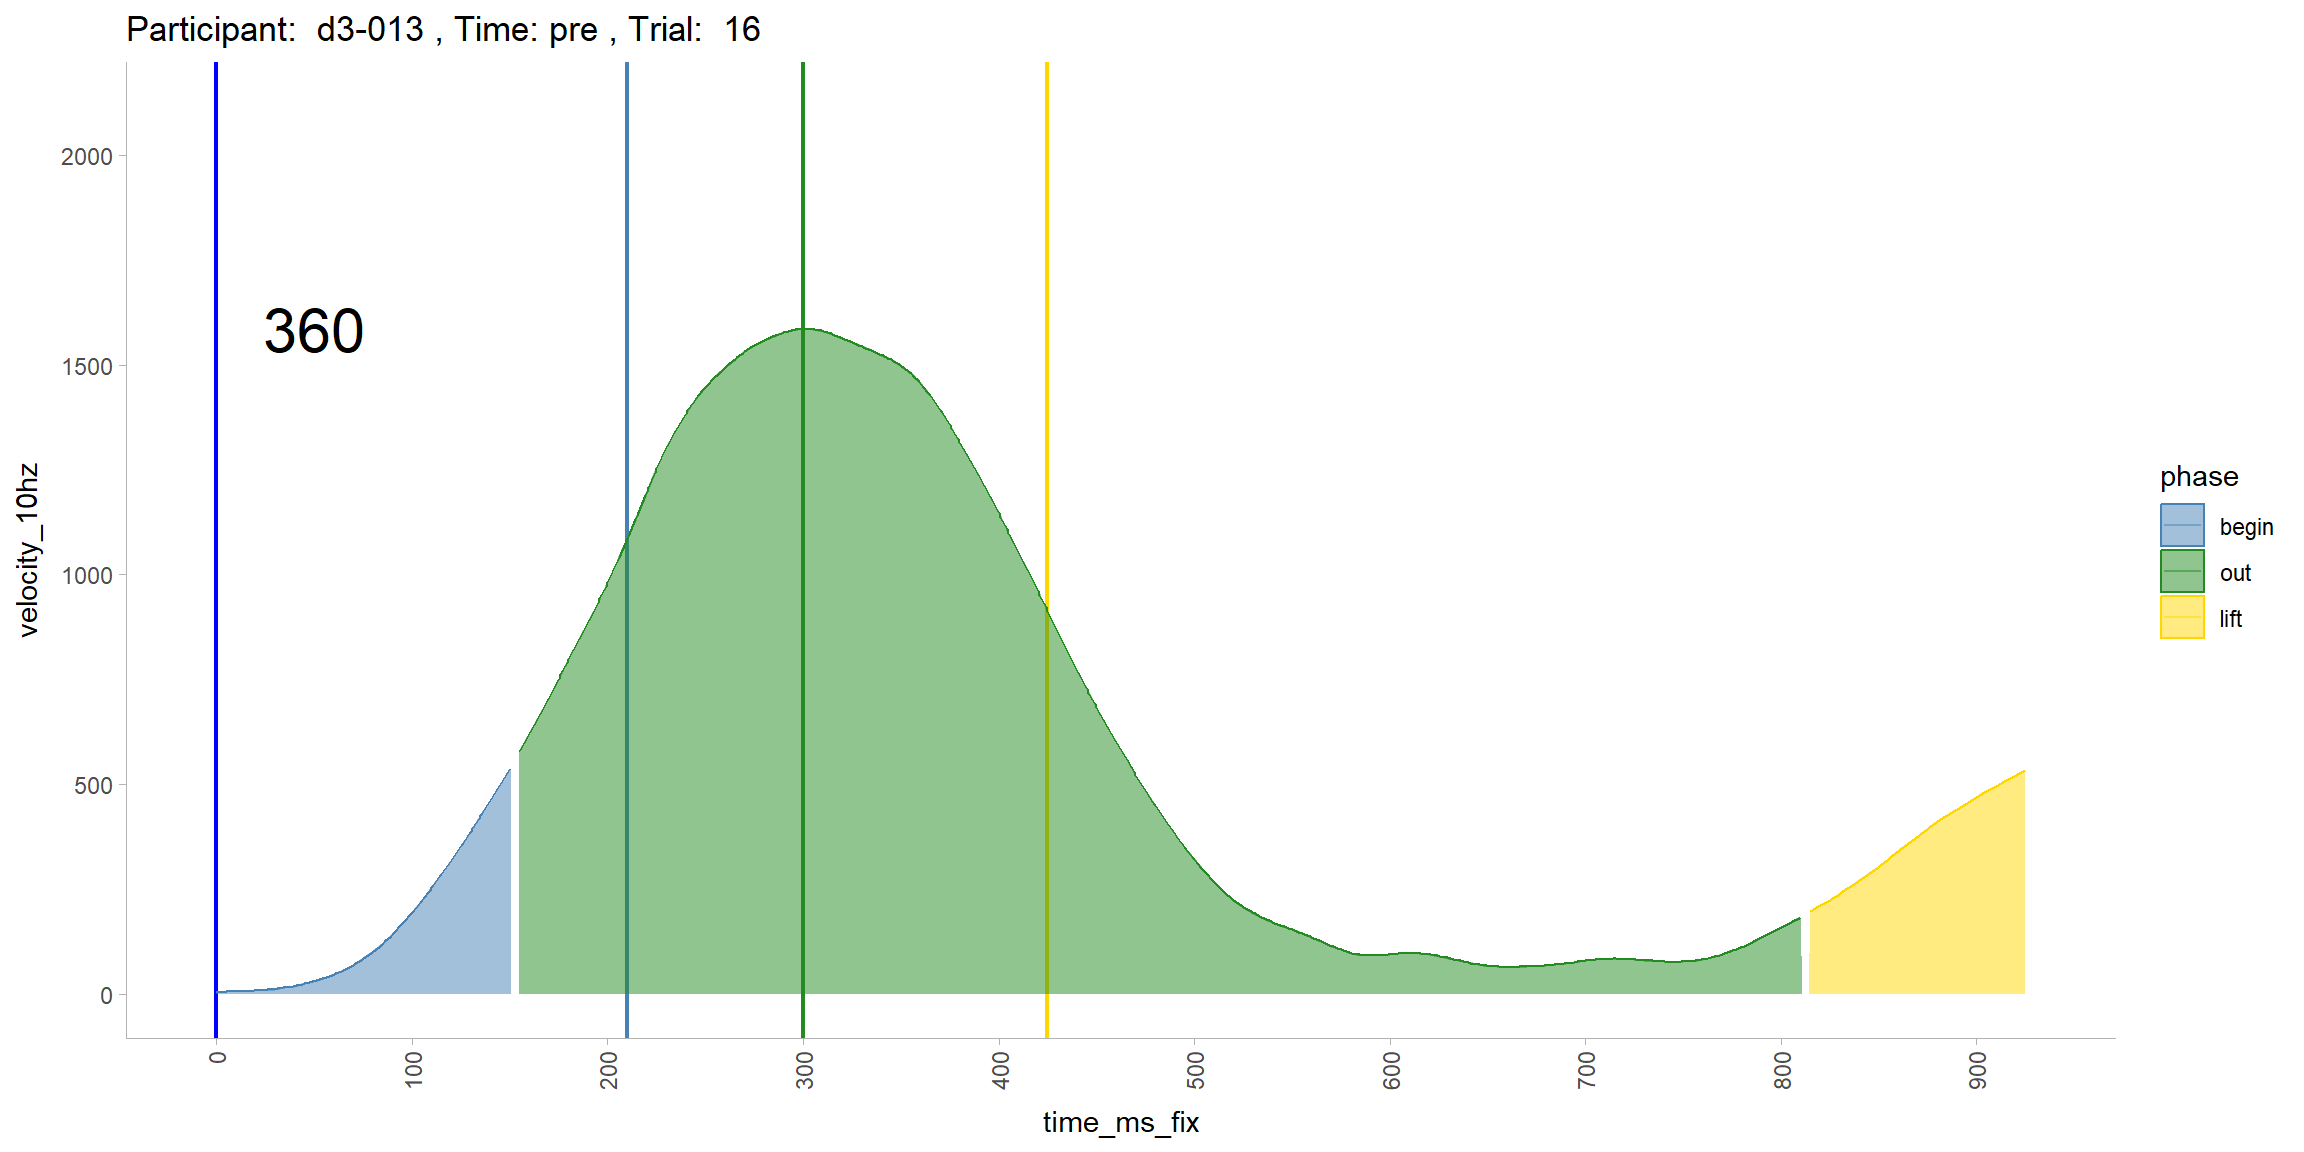 Participant:  d3-013 , Time: pre , Trial:  16
velocity_10hz
2000
1500
1000
500
0
360
0
100
200
300
400
500
600
700
800
900
time_ms_fix
phase
begin
out
lift